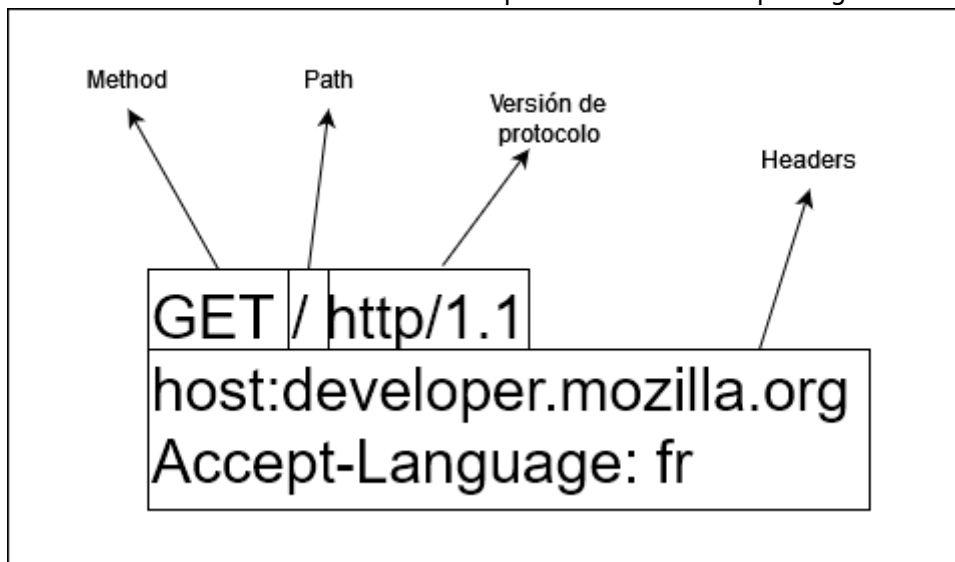 Method
Path
Versión de
protocolo
Headers
GET / http/1.1
host:developer.mozilla.org
Accept-Language: fr